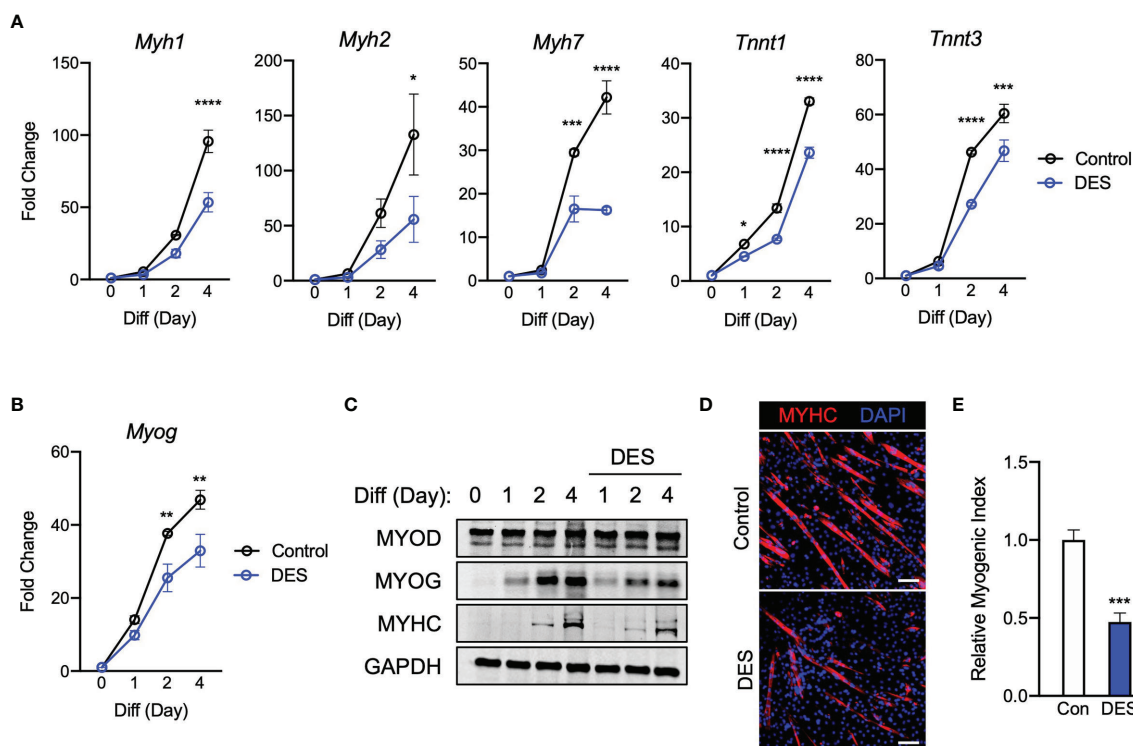 A
Myh1
Fold Change
150
100
50
0
****
0 1 2 4
Diff (Day)
Myh2
200
150
100
50
0
*
0 1 2 4
Diff (Day)
Myh7
50
40
30
20
10
0
***
****
0 1 2 4
Diff (Day)
Tnnt1
40
30
20
10
0
*
****
****
0 1 2 4
Diff (Day)
Tnnt3
80
60
40
20
0
****
***
0 1 2 4
Diff (Day)
Control
DES
B
Myog
Fold Change
60
40
20
0
**
**
0 1 2 4
Diff (Day)
Control
DES
C
DES
Diff (Day): 0 1 2 4 1 2 4
MYOD
MYOG
MYHC
GAPDH
D
MYHC DAPI
Control
DES
E
Relative Myogenic Index
1.5
1.0
0.5
0.0
***
Con DES